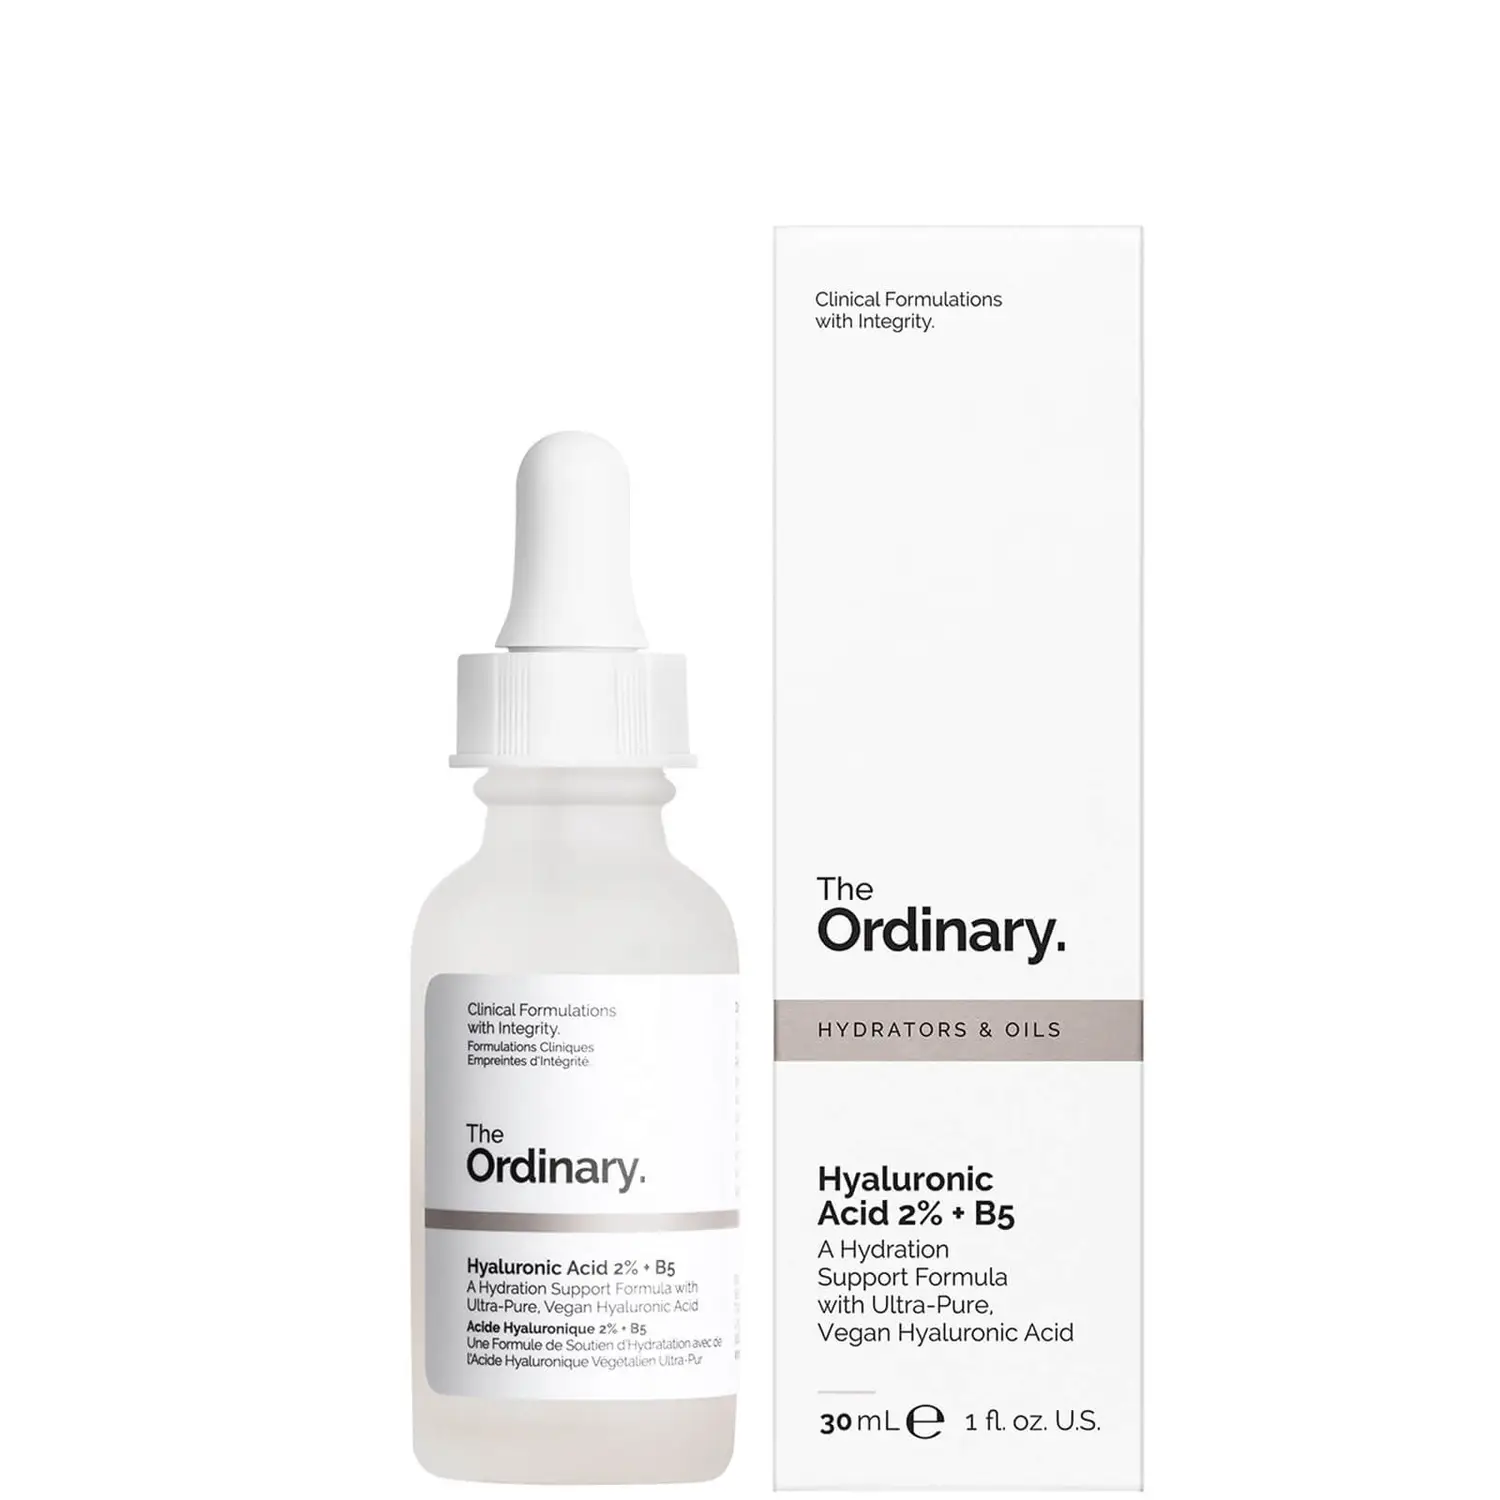 Clinical Formulations
with Integrity.
Formulations Cliniques
Empreintes d'Intégrité.
The
Ordinary.
Hyaluronic Acid 2% + B5
A Hydration Support Formula with
Ultra-Pure, Vegan Hyaluronic Acid
Acide Hyaluronique 2% + B5
Une Formule de Soutien d'Hydratation avec de
l'Acide Hyaluronique Végétalien Ultra-Pur
Clinical Formulations
with Integrity.
The
Ordinary.
HYDRATORS & OILS
Hyaluronic
Acid 2% + B5
A Hydration
Support Formula
with Ultra-Pure,
Vegan Hyaluronic Acid
30 mL ℮ 1 fl. oz. U.S.